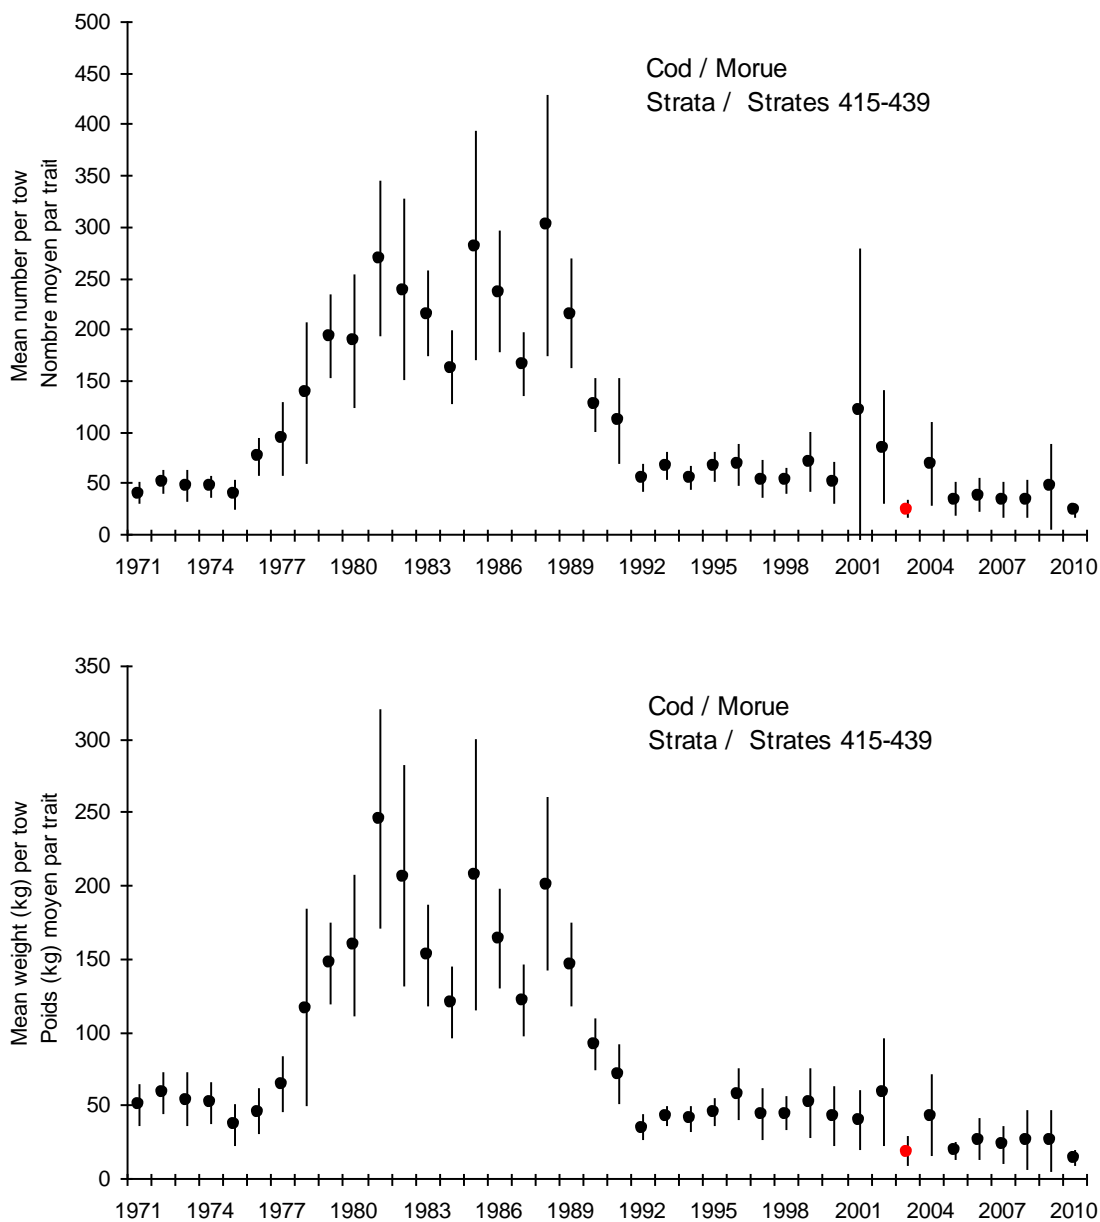 500
450
400
350
300
250
200
150
100
50
0
Mean number per tow
Nombre moyen par trait
Cod / Morue
Strata / Strates 415-439
1971 1974 1977 1980 1983 1986 1989 1992 1995 1998 2001 2004 2007 2010
350
300
250
200
150
100
50
0
Mean weight (kg) per tow
Poids (kg) moyen par trait
Cod / Morue
Strata / Strates 415-439
1971 1974 1977 1980 1983 1986 1989 1992 1995 1998 2001 2004 2007 2010